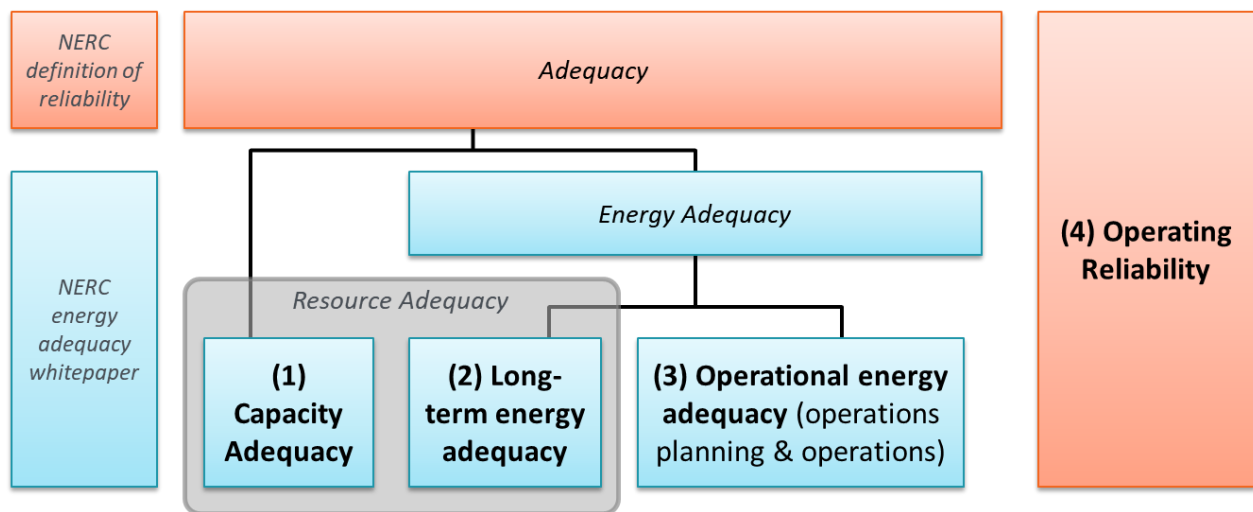 NERC
definition of
reliability
Adequacy
(4) Operating
Reliability
NERC
energy
adequacy
whitepaper
Energy Adequacy
Resource Adequacy
(1)
Capacity
Adequacy
(2) Long-
term energy
adequacy
(3) Operational energy
adequacy (operations
planning & operations)